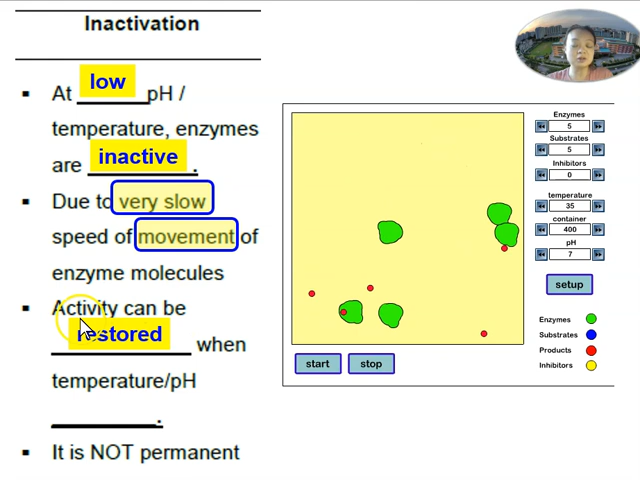 Inactivation
At low pH /
temperature, enzymes
are inactive .
Due to very slow
speed of movement of
enzyme molecules
Activity can be
restored when
temperature/pH
.
It is NOT permanent
Enzymes
5
Substrates
5
Inhibitors
0
temperature
35
container
400
pH
7
setup
Enzymes
Substrates
Products
Inhibitors
start stop